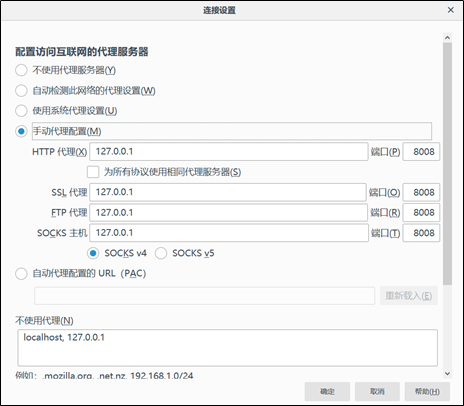 连接设置
配置访问互联网的代理服务器
不使用代理服务器(Y)
自动检测此网络的代理设置(W)
使用系统代理设置(U)
手动代理配置(M)
HTTP 代理(X) 127.0.0.1 端口(P) 8008
为所有协议使用相同代理服务器(S)
SSL 代理 127.0.0.1 端口(O) 8008
FTP 代理 127.0.0.1 端口(R) 8008
SOCKS 主机 127.0.0.1 端口(T) 8008
SOCKS v4 SOCKS v5
自动代理配置的 URL（PAC）
重新载入(E)
不使用代理(N)
localhost, 127.0.0.1
例如：.mozilla.org, .net.nz, 192.168.1.0/24
确定 取消 帮助(H)